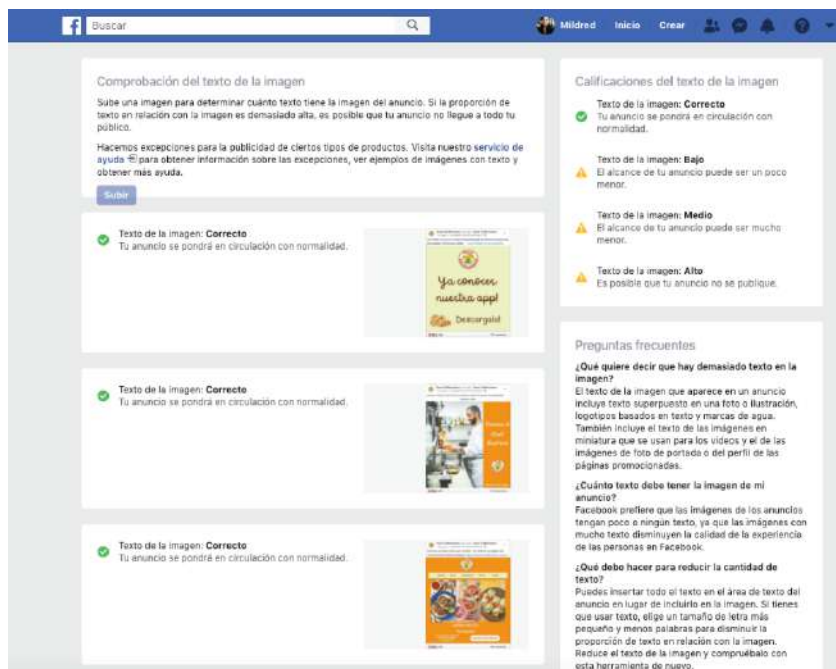 Buscar
Mildred Inicio Crear
Comprobación del texto de la imagen
Sube una imagen para determinar cuánto texto tiene la imagen del anuncio. Si la proporción de
texto en relación con la imagen es demasiado alta, es posible que tu anuncio no llegue a todo tu
público.
Hacemos excepciones para la publicidad de ciertos tipos de productos. Visita nuestro servicio de
ayuda para obtener información sobre las excepciones, ver ejemplos de imágenes con texto y
obtener más ayuda.
Subir
Texto de la imagen: Correcto
Tu anuncio se pondrá en circulación con normalidad.
Ya conoces
nuestra app!
Descargala!
Texto de la imagen: Correcto
Tu anuncio se pondrá en circulación con normalidad.
Texto de la imagen: Correcto
Tu anuncio se pondrá en circulación con normalidad.
Calificaciones del texto de la imagen
Texto de la imagen: Correcto
Tu anuncio se pondrá en circulación con
normalidad.
Texto de la imagen: Bajo
El alcance de tu anuncio puede ser un poco
menor.
Texto de la imagen: Medio
El alcance de tu anuncio puede ser mucho
menor.
Texto de la imagen: Alto
Es posible que tu anuncio no se publique.
Preguntas frecuentes
¿Qué quiere decir que hay demasiado texto en la
imagen?
El texto de la imagen que aparece en un anuncio
incluye texto superpuesto en una foto o ilustración,
logotipos basados en texto y marcas de agua.
También incluye el texto de las imágenes en
miniatura que se usan para los vídeos y el de las
imágenes de foto de portada o del perfil de las
páginas promocionadas.
¿Cuánto texto debe tener la imagen de mi
anuncio?
Facebook prefiere que las imágenes de los anuncios
tengan poco o ningún texto, ya que las imágenes con
mucho texto disminuyen la calidad de la experiencia
de las personas en Facebook.
¿Qué debo hacer para reducir la cantidad de
texto?
Puedes insertar todo el texto en el área de texto del
anuncio en lugar de incluirlo en la imagen. Si tienes
que usar texto, elige un tamaño de letra más
pequeño y menos palabras para disminuir la
proporción de texto en relación con la imagen.
Reduce el texto de la imagen y compruébalo con
esta herramienta de nuevo.